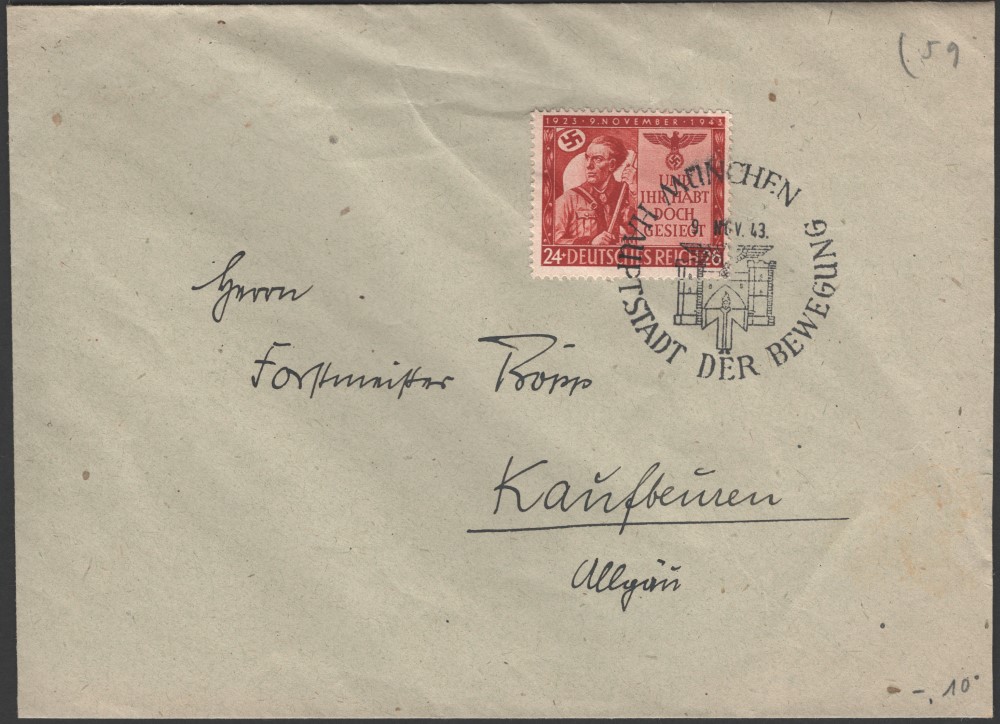 (59
1923 · 9. NOVEMBER · 1943
UND
IHR HABT
DOCH
GESIEGT
24+ DEUTSCHES REICH 26
MÜNCHEN
HAUPTSTADT DER BEWEGUNG
9. NOV. 43.
Herrn
Forstmeister Röpp
Kaufbeuren
Allgäu
-.10